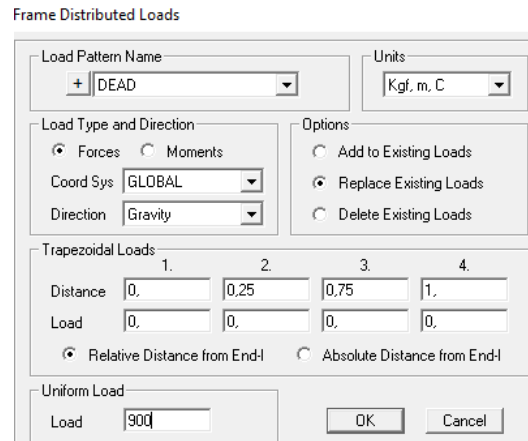 Frame Distributed Loads
Load Pattern Name
+ DEAD
Units
Kgf, m, C
Load Type and Direction
Forces Moments
Coord Sys GLOBAL
Direction Gravity
Options
Add to Existing Loads
Replace Existing Loads
Delete Existing Loads
Trapezoidal Loads
1. 2. 3. 4.
Distance 0, 0,25 0,75 1,
Load 0, 0, 0, 0,
Relative Distance from End-I Absolute Distance from End-I
Uniform Load
Load 900
OK Cancel